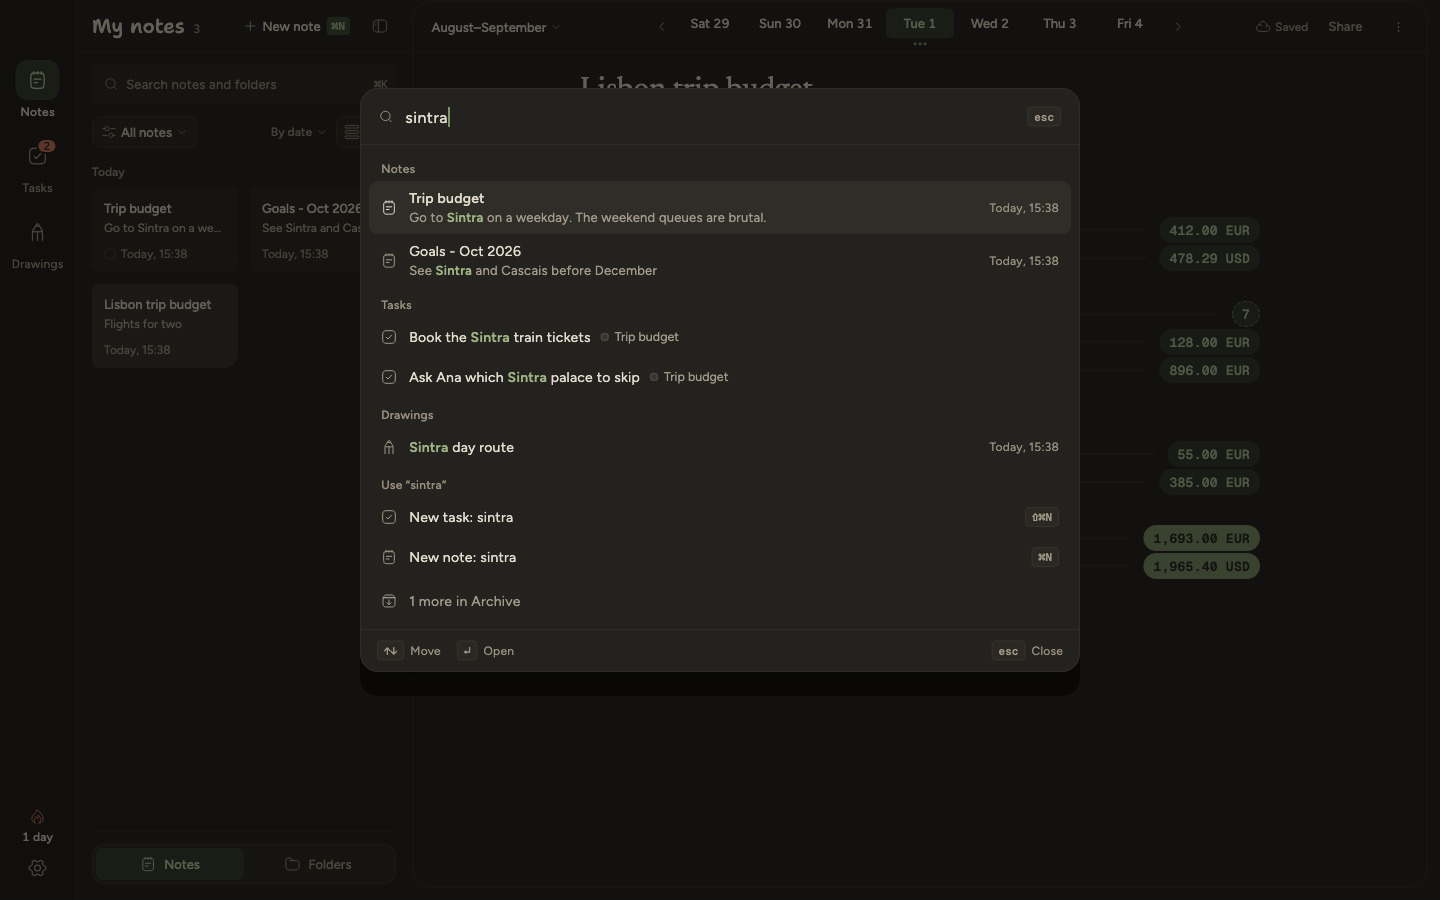 My notes 3
New note ⌘N
August–September
Sat 29
Sun 30
Mon 31
Tue 1
Wed 2
Thu 3
Fri 4
Saved
Share
Search notes and folders ⌘K
Notes
All notes
By date
Tasks
2
Drawings
Today
Trip budget
Go to Sintra on a we...
Today, 15:38
Goals - Oct 2026
See Sintra and Cas
Lisbon trip budget
Flights for two
Today, 15:38
Lisbon trip budget
sintra
esc
Notes
Trip budget
Go to Sintra on a weekday. The weekend queues are brutal.
Today, 15:38
Goals - Oct 2026
See Sintra and Cascais before December
Today, 15:38
Tasks
Book the Sintra train tickets Trip budget
Ask Ana which Sintra palace to skip Trip budget
Drawings
Sintra day route
Today, 15:38
Use “sintra”
New task: sintra
⇧⌘N
New note: sintra
⌘N
1 more in Archive
↑↓ Move
↵ Open
esc Close
412.00 EUR
478.29 USD
7
128.00 EUR
896.00 EUR
55.00 EUR
385.00 EUR
1,693.00 EUR
1,965.40 USD
1 day
Notes
Folders